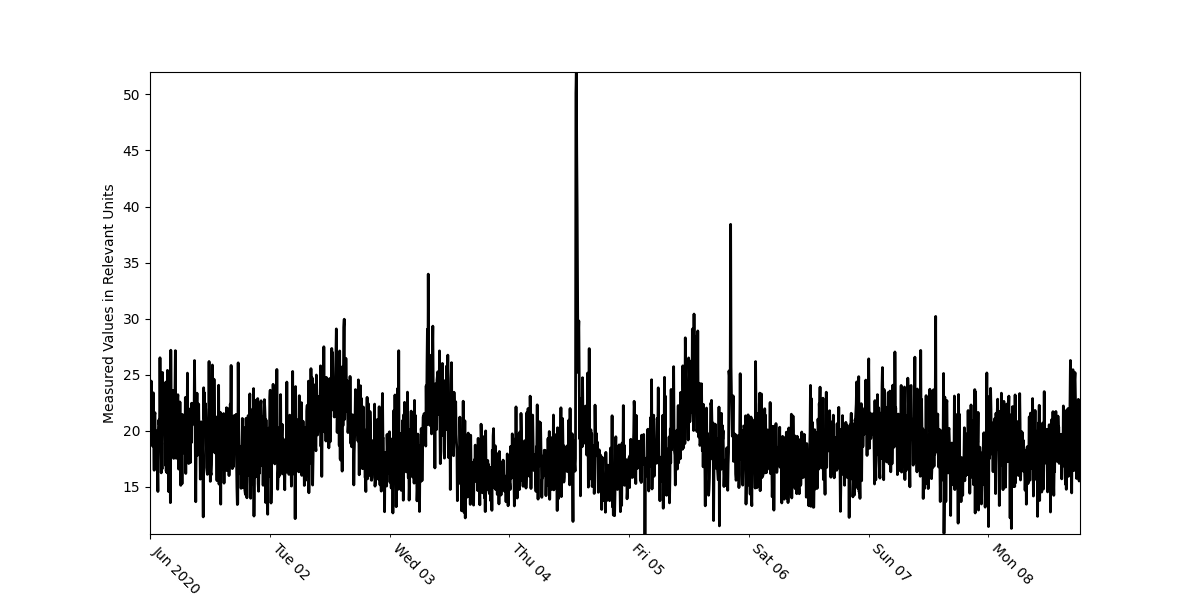 50
45
40
35
30
25
20
15
Measured Values in Relevant Units
Jun 2020
Tue 02
Wed 03
Thu 04
Fri 05
Sat 06
Sun 07
Mon 08